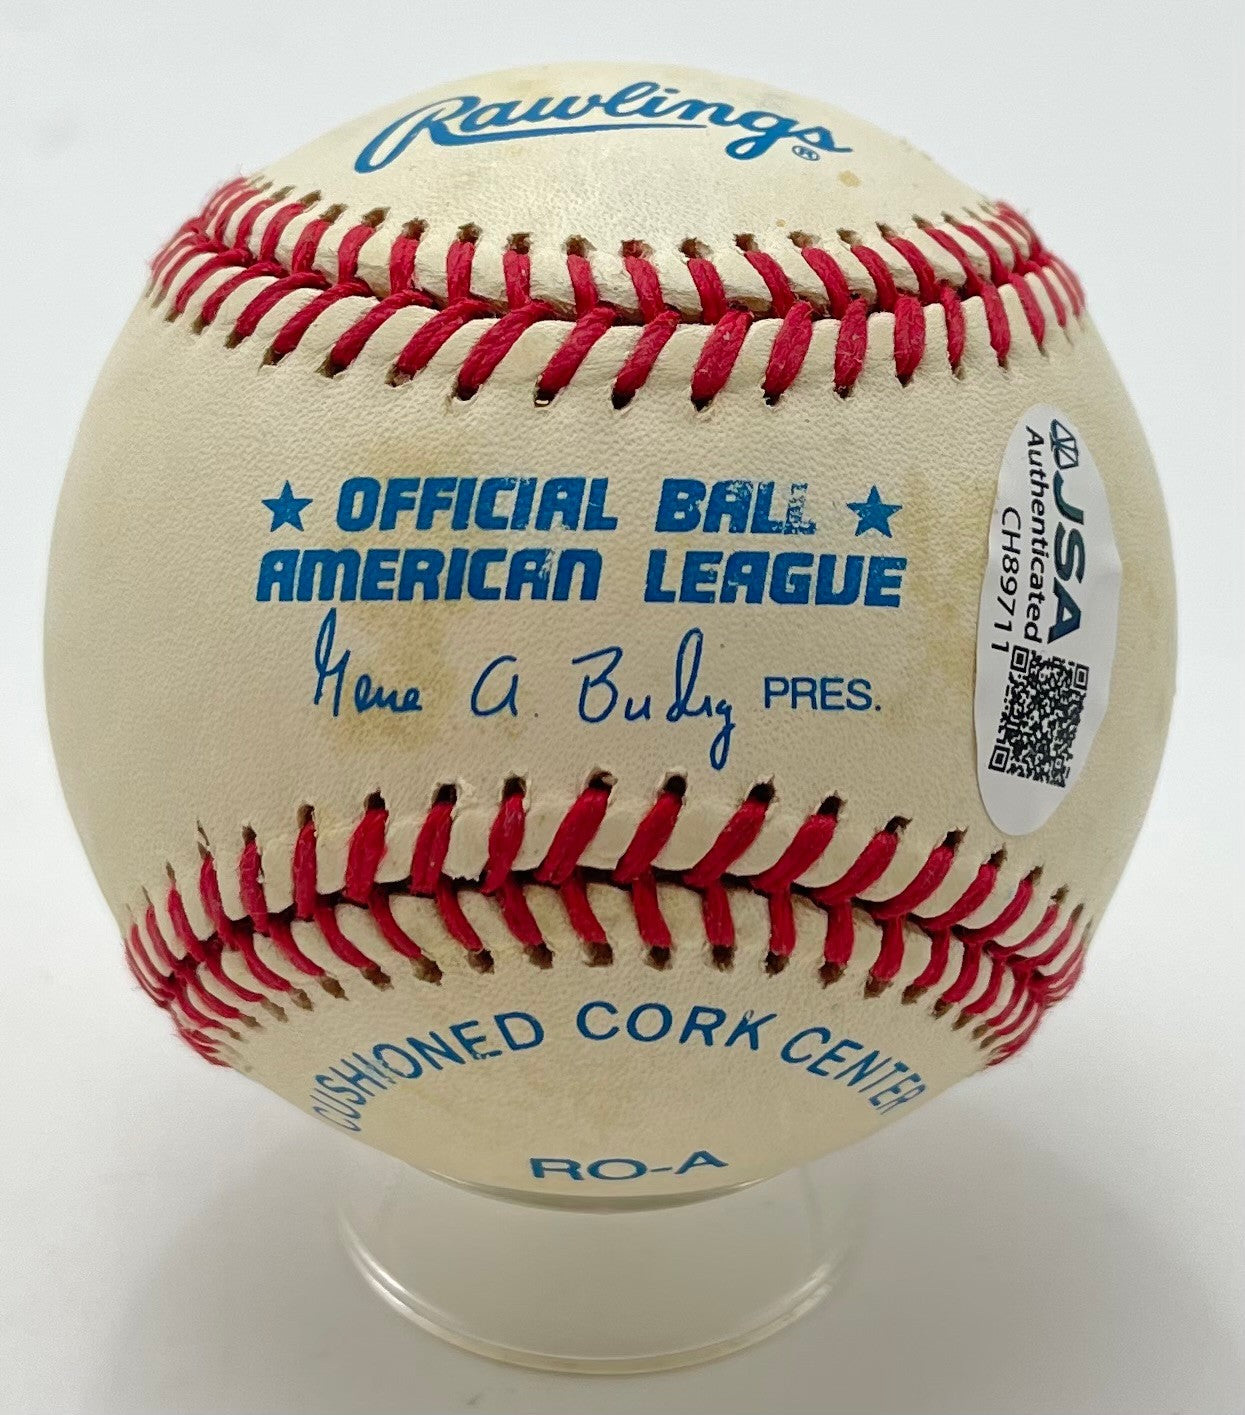 Rawlings®
★ OFFICIAL BALL ★
AMERICAN LEAGUE
Gene A. Budig PRES.
JSA
Authenticated
CH89711
CUSHIONED CORK CENTER
RO-A